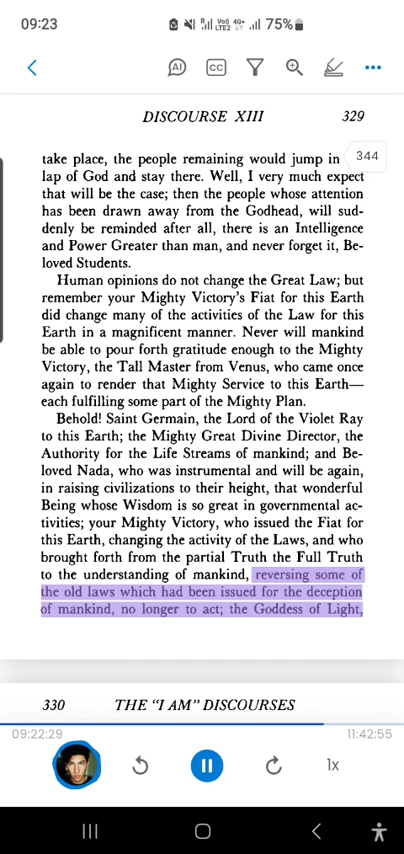 09:23
Vo)) LTE2 4G+ 75%
AI CC
DISCOURSE XIII 329
344
take place, the people remaining would jump in
lap of God and stay there. Well, I very much expect
that will be the case; then the people whose attention
has been drawn away from the Godhead, will sud-
denly be reminded after all, there is an Intelligence
and Power Greater than man, and never forget it, Be-
loved Students.
Human opinions do not change the Great Law; but
remember your Mighty Victory's Fiat for this Earth
did change many of the activities of the Law for this
Earth in a magnificent manner. Never will mankind
be able to pour forth gratitude enough to the Mighty
Victory, the Tall Master from Venus, who came once
again to render that Mighty Service to this Earth—
each fulfilling some part of the Mighty Plan.
Behold! Saint Germain, the Lord of the Violet Ray
to this Earth; the Mighty Great Divine Director, the
Authority for the Life Streams of mankind; and Be-
loved Nada, who was instrumental and will be again,
in raising civilizations to their height, that wonderful
Being whose Wisdom is so great in governmental ac-
tivities; your Mighty Victory, who issued the Fiat for
this Earth, changing the activity of the Laws, and who
brought forth from the partial Truth the Full Truth
to the understanding of mankind, reversing some of
the old laws which had been issued for the deception
of mankind, no longer to act; the Goddess of Light,
330 THE "I AM" DISCOURSES
09:22:29 11:42:55
1x